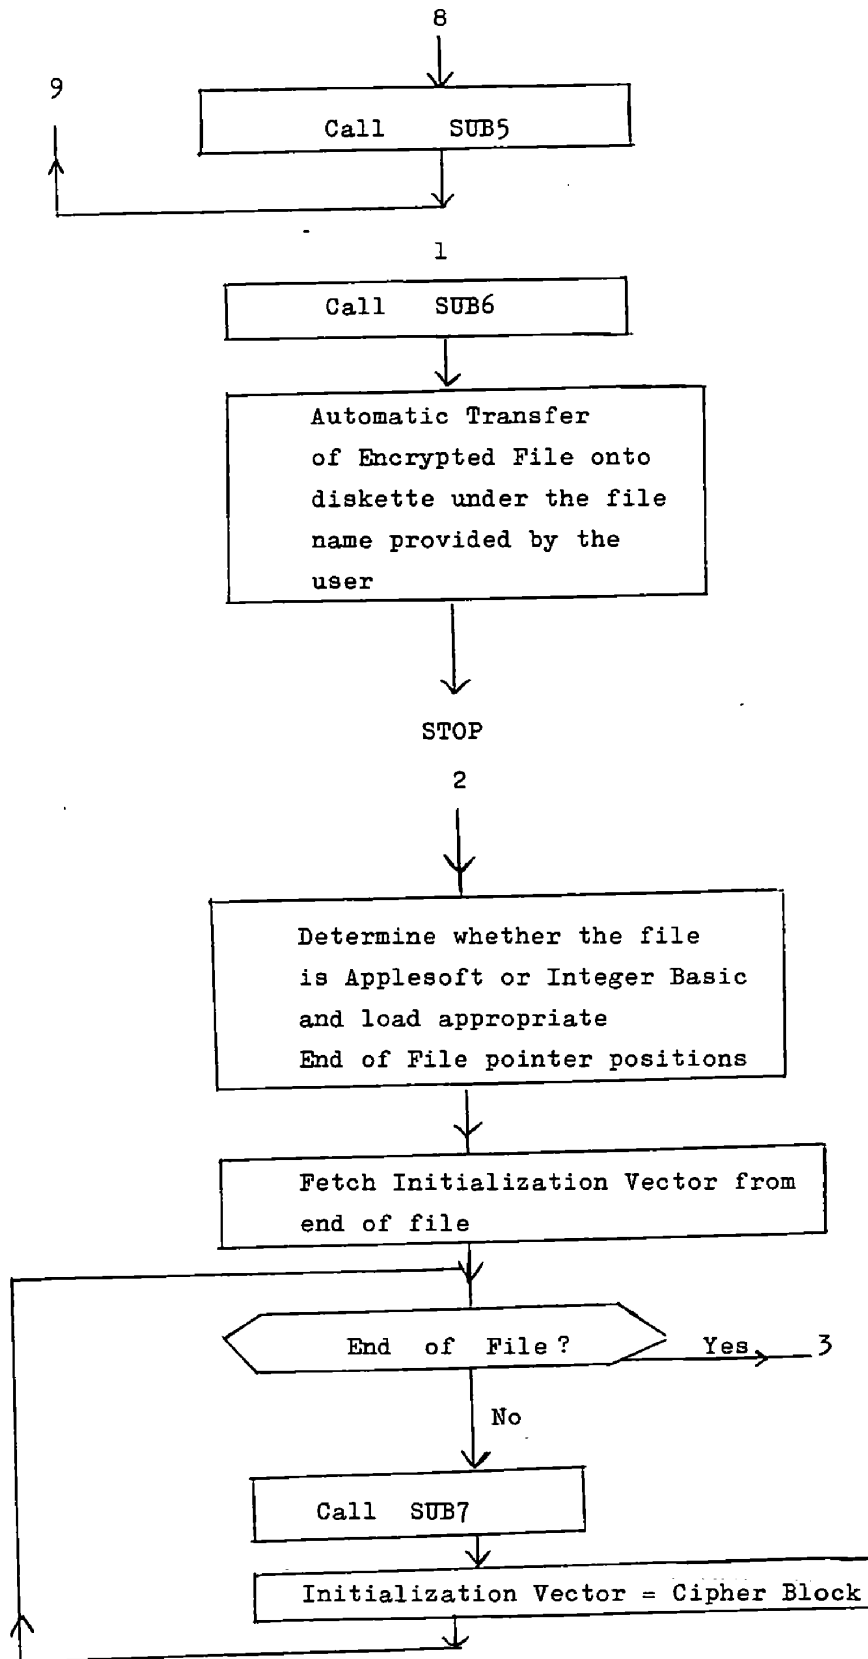 8
9
Call SUB5
1
Call SUB6
Automatic Transfer
of Encrypted File onto
diskette under the file
name provided by the
user
STOP
2
Determine whether the file
is Applesoft or Integer Basic
and load appropriate
End of File pointer positions
Fetch Initialization Vector from
end of file
End of File?
Yes
3
No
Call SUB7
Initialization Vector = Cipher Block